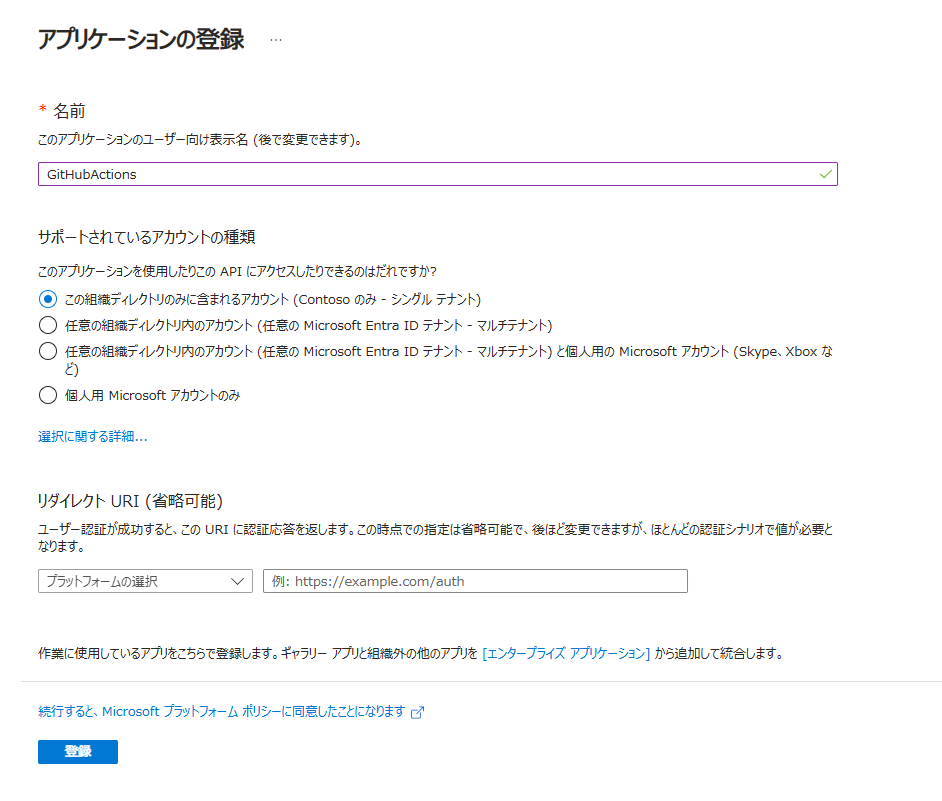 アプリケーションの登録
…
* 名前
このアプリケーションのユーザー向け表示名 (後で変更できます)。
GitHubActions
サポートされているアカウントの種類
このアプリケーションを使用したりこの API にアクセスしたりできるのはだれですか?
この組織ディレクトリのみに含まれるアカウント (Contoso のみ - シングル テナント)
任意の組織ディレクトリ内のアカウント (任意の Microsoft Entra ID テナント - マルチテナント)
任意の組織ディレクトリ内のアカウント (任意の Microsoft Entra ID テナント - マルチテナント) と個人用の Microsoft アカウント (Skype、Xbox な
ど)
個人用 Microsoft アカウントのみ
選択に関する詳細...
リダイレクト URI (省略可能)
ユーザー認証が成功すると、この URI に認証応答を返します。この時点での指定は省略可能で、後ほど変更できますが、ほとんどの認証シナリオで値が必要と
なります。
プラットフォームの選択
例: https://example.com/auth
作業に使用しているアプリをこちらで登録します。ギャラリー アプリと組織外の他のアプリを [エンタープライズ アプリケーション] から追加して統合します。
続行すると、Microsoft プラットフォーム ポリシーに同意したことになります
登録